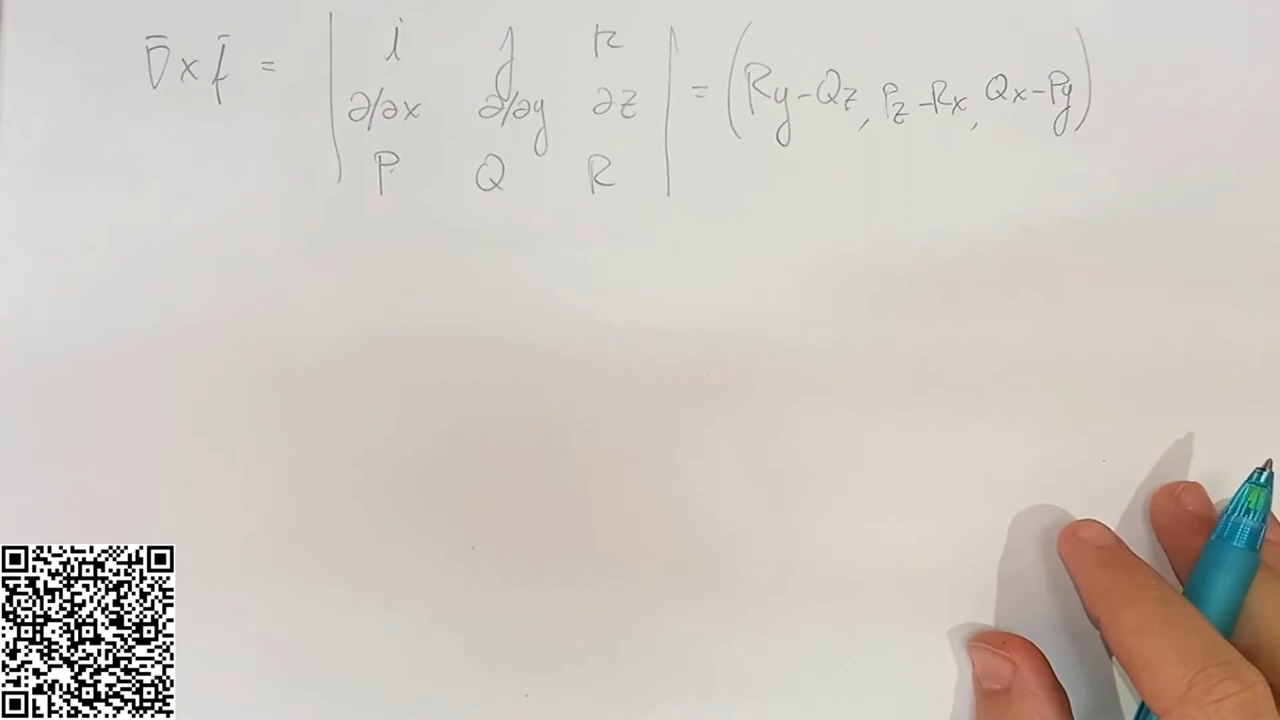 ∇̄ × f̄ = | i j k | = (Ry-Qz, Pz-Rx, Qx-Py)
∂/∂x ∂/∂y ∂z
P Q R